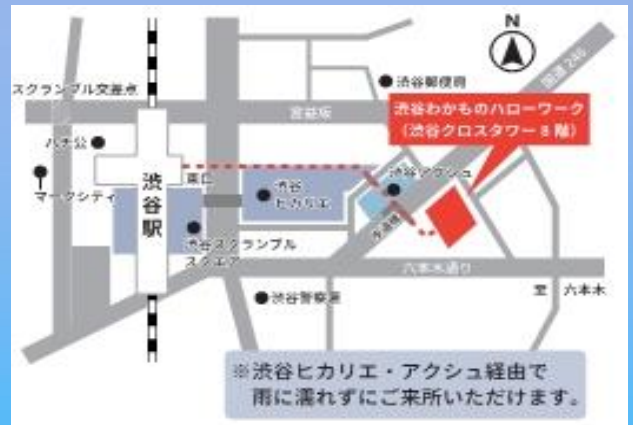 N
スクランブル交差点
渋谷郵便局
国道246
宮益坂
渋谷わかものハローワーク
(渋谷クロスタワー8階)
ハチ公
マークシティ
渋谷駅
東口
渋谷
ヒカリエ
渋谷アクシュ
渋谷スクランブル
スクエア
歩道橋
六本木通り
至 六本木
渋谷警察署
※渋谷ヒカリエ・アクシュ経由で
雨に濡れずにご来所いただけます。